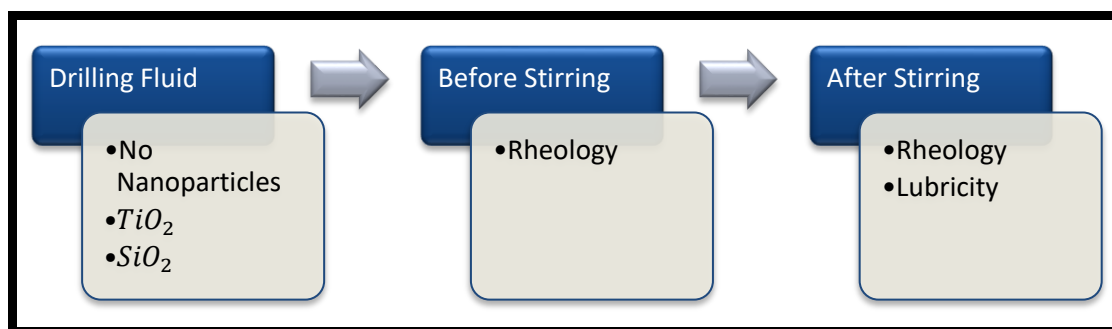 Drilling Fluid
•No
Nanoparticles
•TiO₂
•SiO₂
Before Stirring
•Rheology
After Stirring
•Rheology
•Lubricity